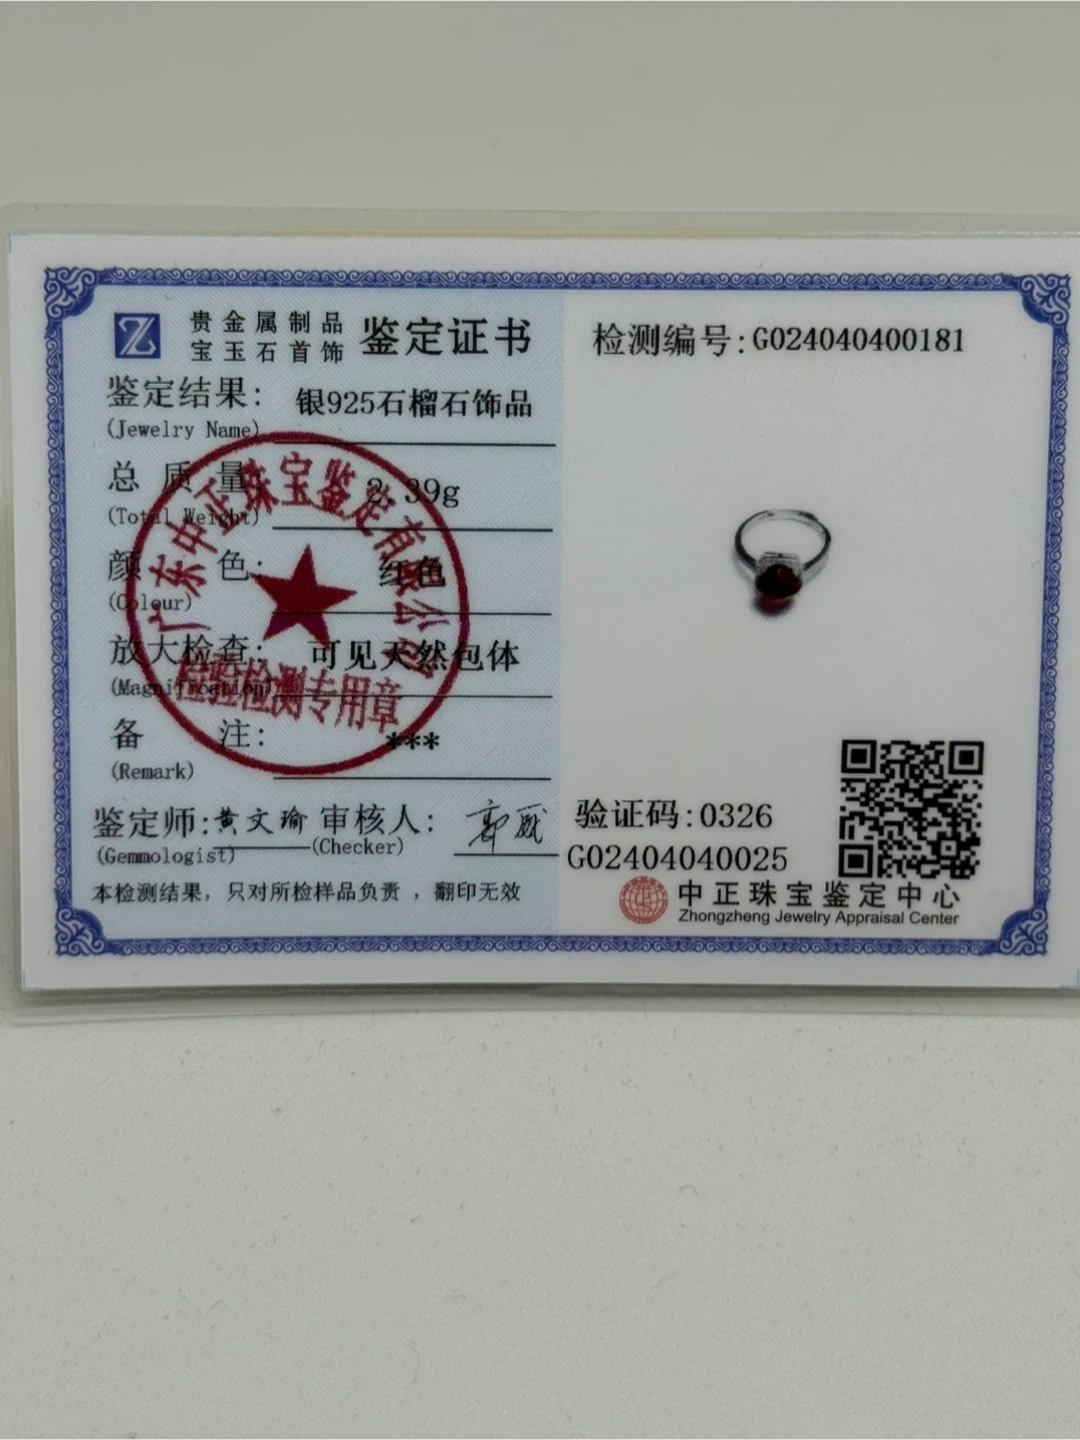 贵金属制品
宝玉石首饰
鉴定证书
鉴定结果: 银925石榴石饰品
(Jewelry Name)
总质量: 2.39g
(Total Weight)
颜色: 红色
(Colour)
放大检查: 可见天然包体
(Magnification)
备注: ***
(Remark)
鉴定师: 黄文瑜 审核人:
(Gemmologist) (Checker)
本检测结果，只对所检样品负责，翻印无效
广东中正珠宝鉴定有限公司
检验检测专用章
检测编号: G024040400181
验证码: 0326
G02404040025
中正珠宝鉴定中心
Zhongzheng Jewelry Appraisal Center